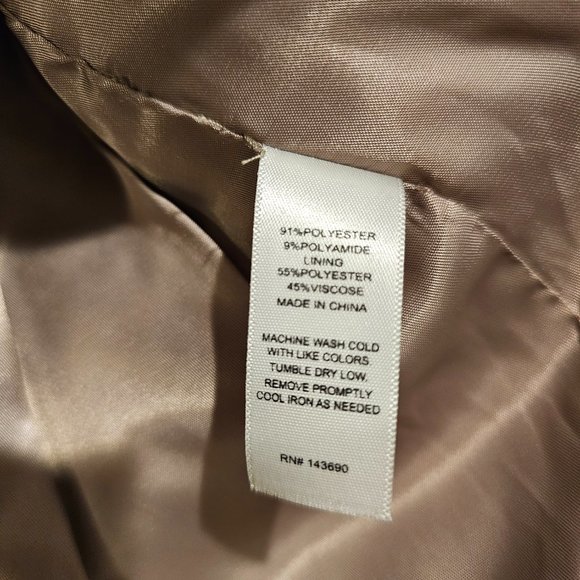 91%POLYESTER
9%POLYAMIDE
LINING
55%POLYESTER
45%VISCOSE
MADE IN CHINA
MACHINE WASH COLD
WITH LIKE COLORS
TUMBLE DRY LOW.
REMOVE PROMPTLY
COOL IRON AS NEEDED
RN# 143690